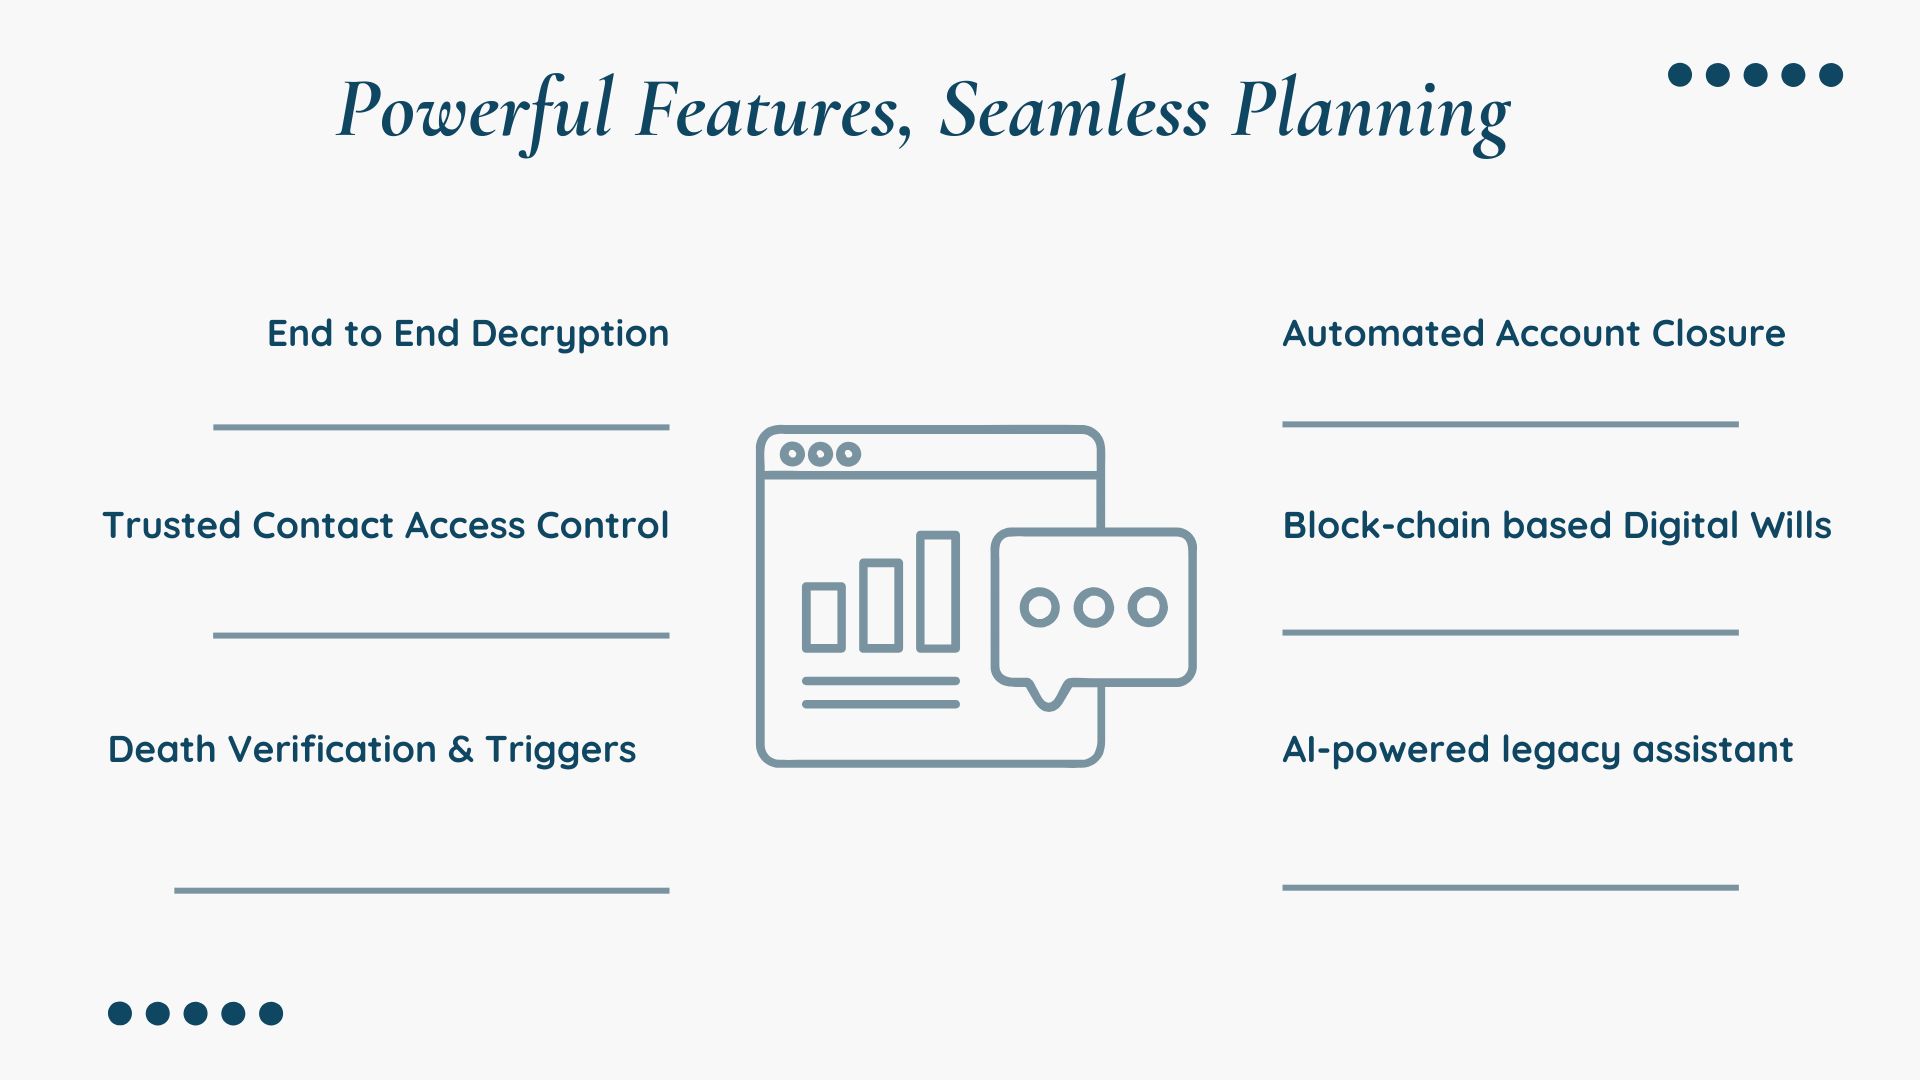 Powerful Features, Seamless Planning
End to End Decryption
Trusted Contact Access Control
Death Verification & Triggers
Automated Account Closure
Block-chain based Digital Wills
AI-powered legacy assistant